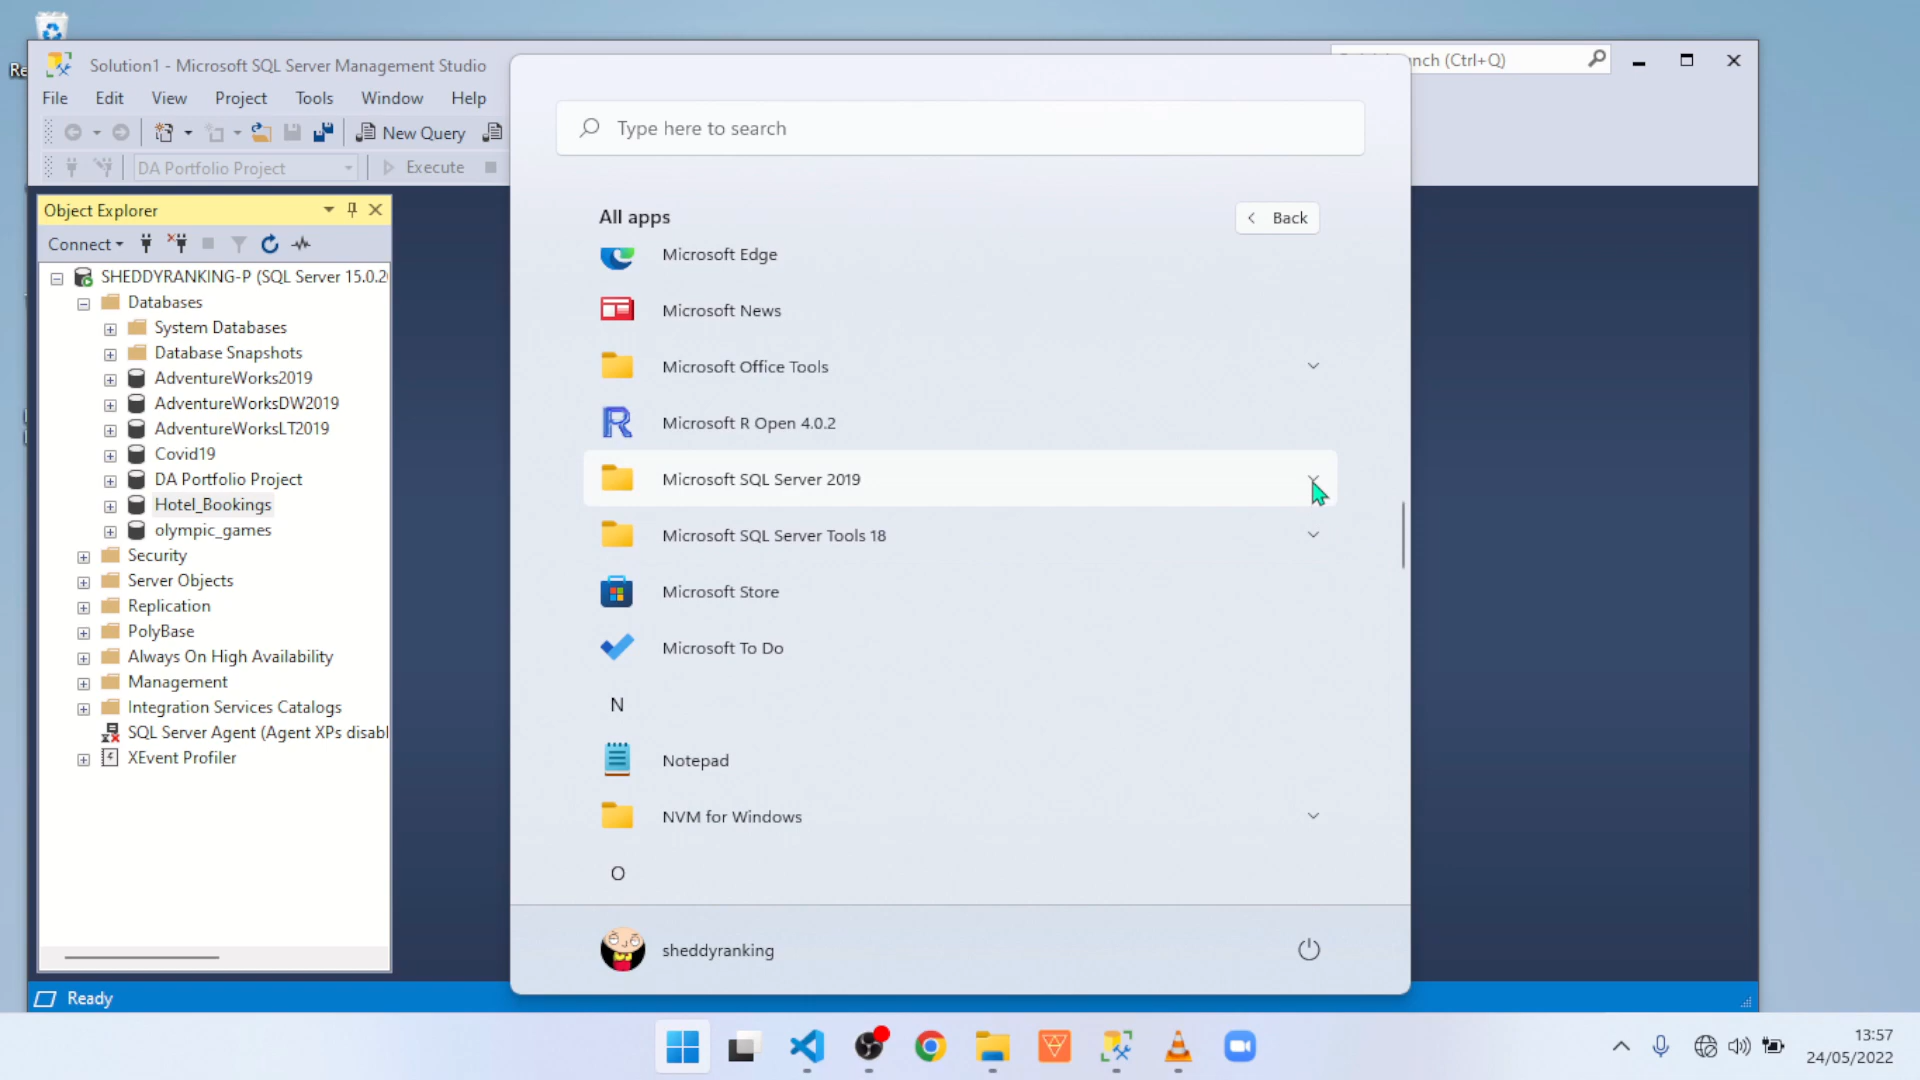 Re
Solution1 - Microsoft SQL Server Management Studio
nch (Ctrl+Q)
File Edit View Project Tools Window Help
New Query
DA Portfolio Project
Execute
Object Explorer
Connect
SHEDDYRANKING-P (SQL Server 15.0.2
Databases
System Databases
Database Snapshots
AdventureWorks2019
AdventureWorksDW2019
AdventureWorksLT2019
Covid19
DA Portfolio Project
Hotel_Bookings
olympic_games
Security
Server Objects
Replication
PolyBase
Always On High Availability
Management
Integration Services Catalogs
SQL Server Agent (Agent XPs disabl
XEvent Profiler
Ready
Type here to search
All apps
Back
Microsoft Edge
Microsoft News
Microsoft Office Tools
Microsoft R Open 4.0.2
Microsoft SQL Server 2019
Microsoft SQL Server Tools 18
Microsoft Store
Microsoft To Do
N
Notepad
NVM for Windows
O
sheddyranking
13:57
24/05/2022